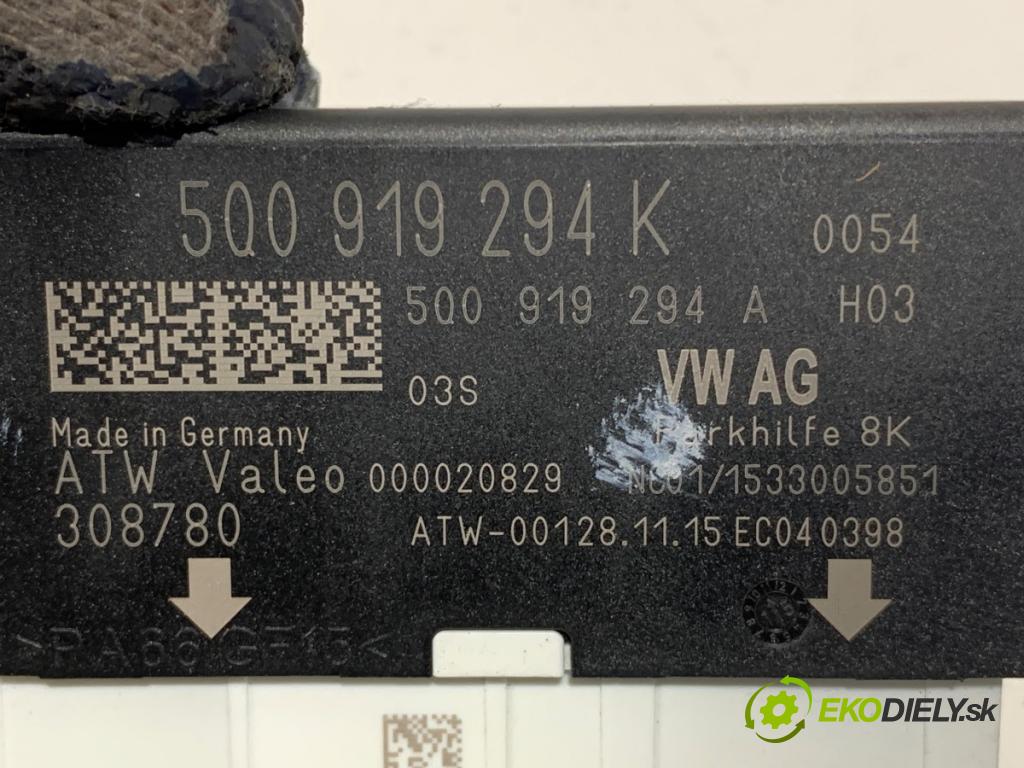 5Q0 919 294 K 0054
5Q0 919 294 A H03
03S VW AG
Made in Germany Parkhilfe 8K
ATW Valeo 000020829 /1533005851
308780 ATW-00128.11.15 EC040398
>PA66 GF15<
EKODIELY.sk